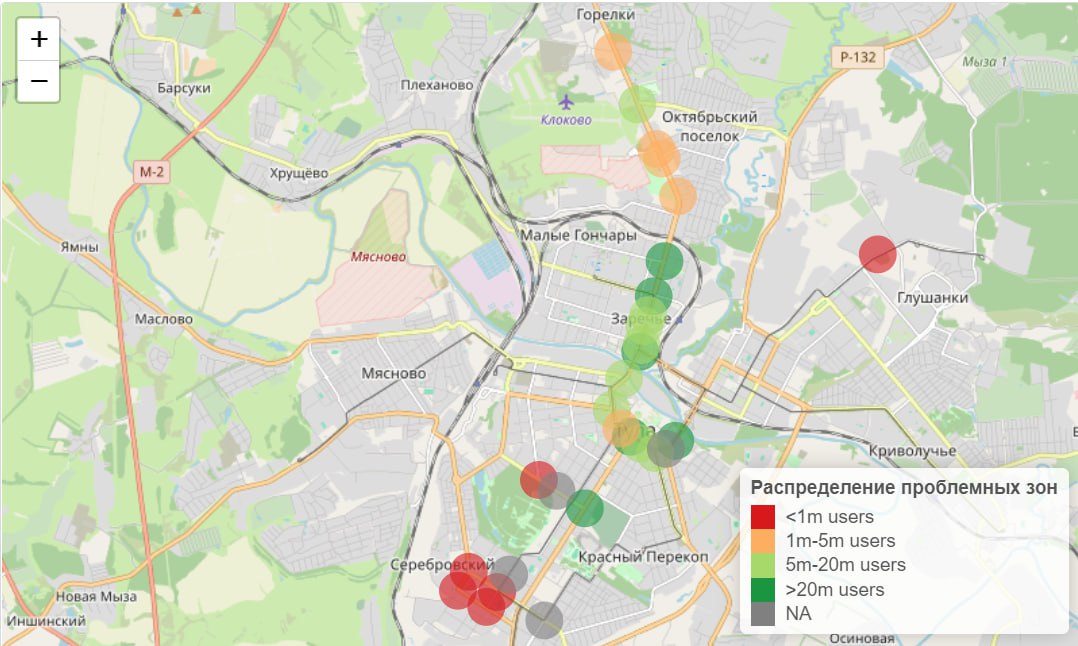 +
−
Горелки
Р-132
Мыза 1
Барсуки
Плеханово
Клоково
Октябрьский
поселок
М-2
Хрущёво
Малые Гончары
Ямны
Мясново
Глушанки
Маслово
Заречье
Мясново
Криволучье
Серебровский
Красный Перекоп
Новая Мыза
Иншинский
Осиновая
Распределение проблемных зон
<1m users
1m-5m users
5m-20m users
>20m users
NA